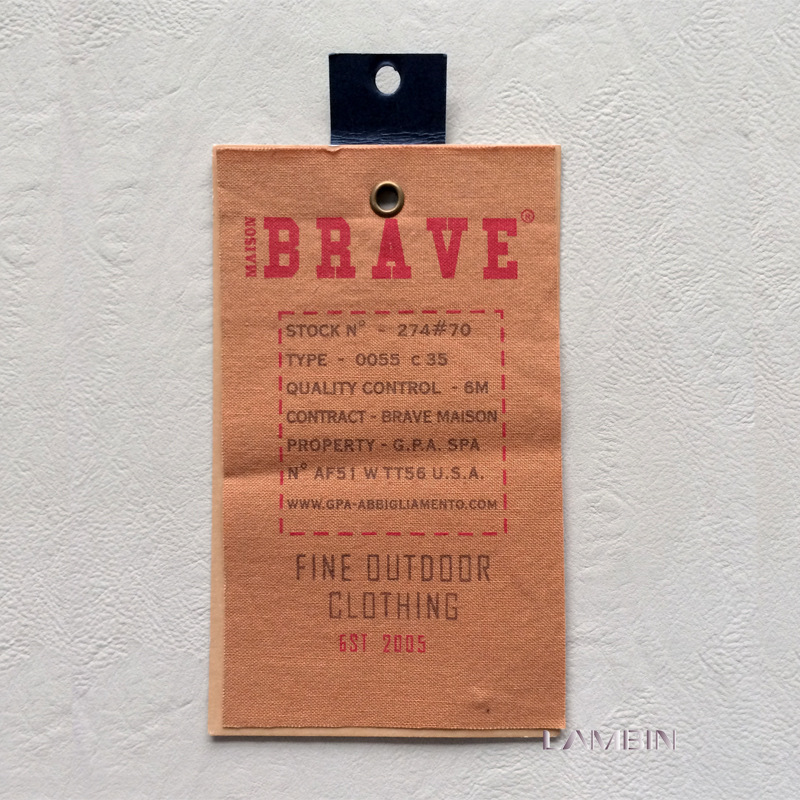 MAISON
BRAVE®
STOCK N° - 274#70
TYPE - 0055 c 35
QUALITY CONTROL - 6M
CONTRACT - BRAVE MAISON
PROPERTY - G.P.A. SPA
N° AF51 W TT56 U.S.A.
WWW.GPA-ABBIGLIAMENTO.COM
FINE OUTDOOR
CLOTHING
6ST 2005
LAMEIN